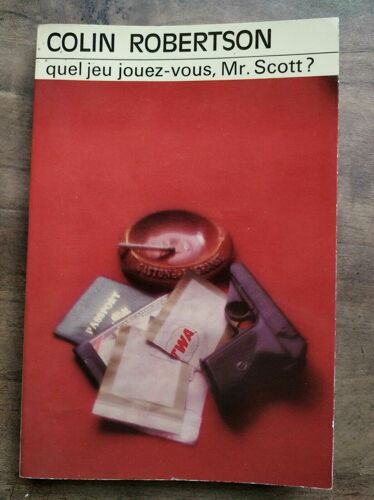 COLIN ROBERTSON
quel jeu jouez-vous, Mr. Scott?
PASSPORT
TWA